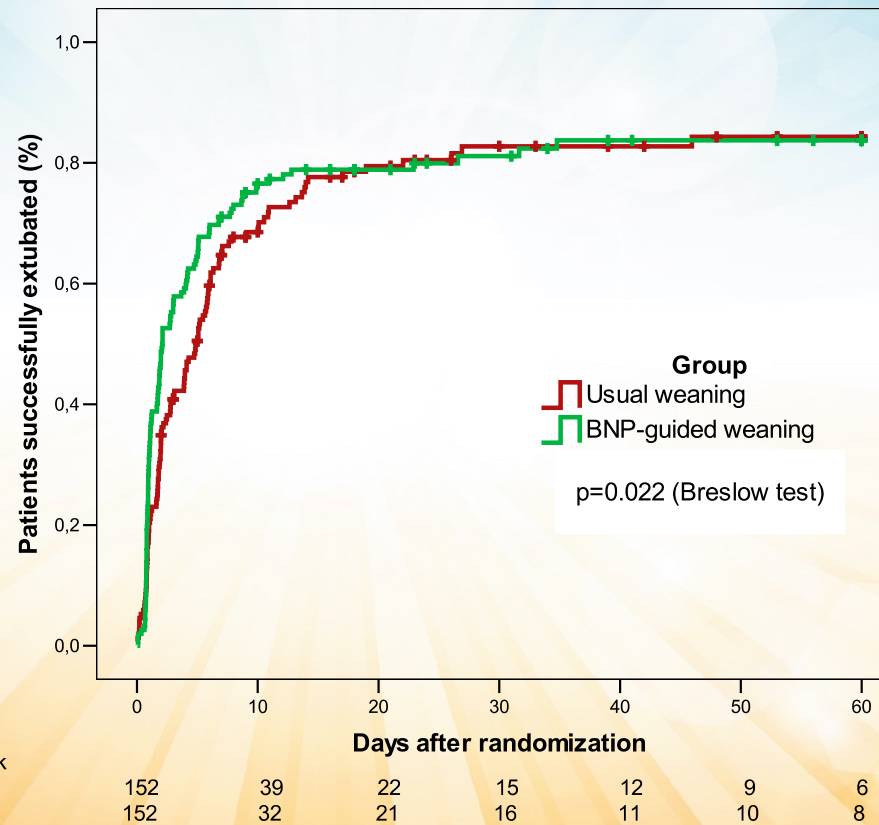 1,0
0,8
0,6
0,4
0,2
0,0
Patients successfully extubated (%)
Group
Usual weaning
BNP-guided weaning
p=0.022 (Breslow test)
0 10 20 30 40 50 60
Days after randomization
k
152 39 22 15 12 9 6
152 32 21 16 11 10 8